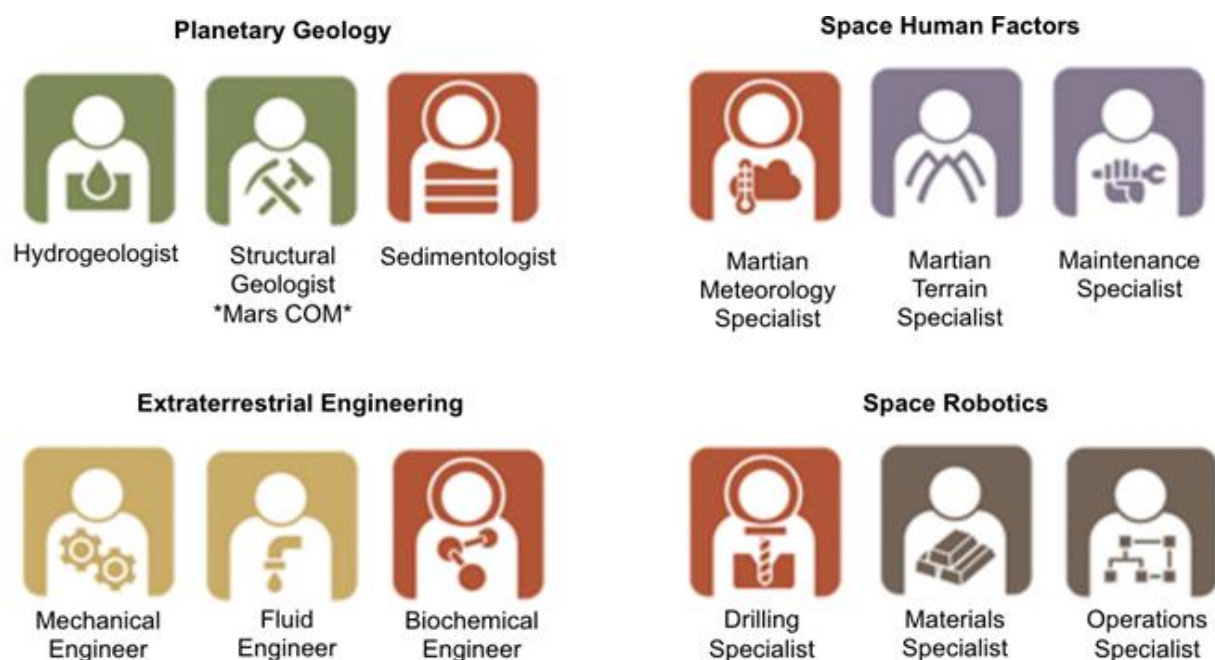 Planetary Geology
Hydrogeologist
Structural
Geologist
*Mars COM*
Sedimentologist
Space Human Factors
Martian
Meteorology
Specialist
Martian
Terrain
Specialist
Maintenance
Specialist
Extraterrestrial Engineering
Mechanical
Engineer
Fluid
Engineer
Biochemical
Engineer
Space Robotics
Drilling
Specialist
Materials
Specialist
Operations
Specialist